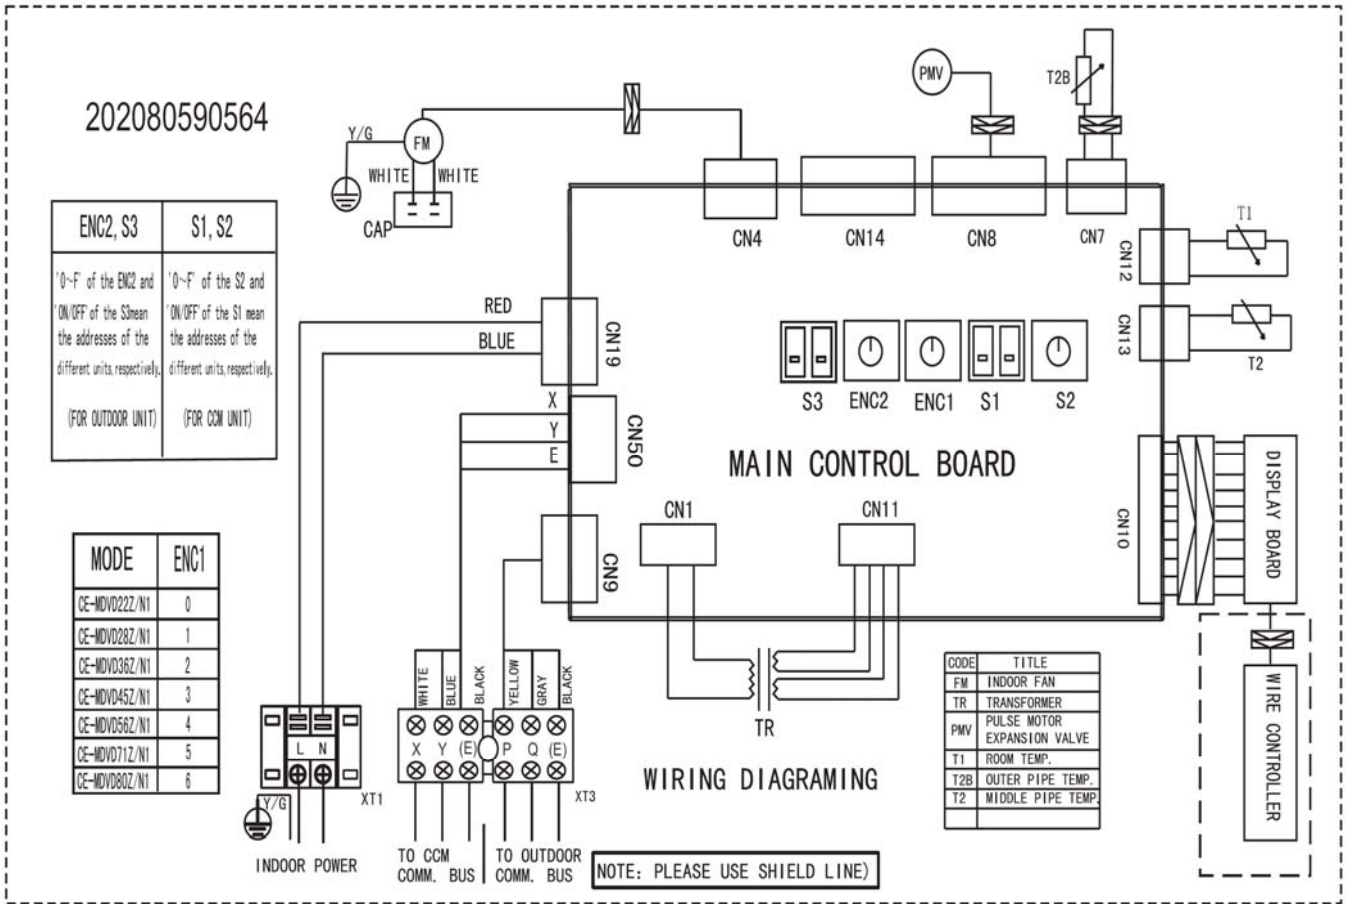 202080590564
Y/G
FM
WHITE WHITE
CAP
PMV
T2B
CN4
CN14
CN8
CN7
CN12
T1
CN13
T2
ENC2, S3 S1, S2
'0~F' of the ENC2 and
'ON/OFF'of the S3mean
the addresses of the
different units,respectively.
(FOR OUTDOOR UNIT)
'0~F' of the S2 and
'ON/OFF'of the S1 mean
the addresses of the
different units,respectively.
(FOR CCM UNIT)
RED
BLUE
CN19
X
Y
E
CN50
CN9
S3 ENC2 ENC1 S1 S2
MAIN CONTROL BOARD
CN1
CN11
CN10
DISPLAY BOARD
WIRE CONTROLLER
MODE ENC1
CE-MDVD22Z/N1 0
CE-MDVD28Z/N1 1
CE-MDVD36Z/N1 2
CE-MDVD45Z/N1 3
CE-MDVD56Z/N1 4
CE-MDVD71Z/N1 5
CE-MDVD80Z/N1 6
L N
XT1
Y/G
INDOOR POWER
WHITE
BLUE
BLACK
YELLOW
GRAY
BLACK
X Y (E) P Q (E)
XT3
TO CCM
COMM. BUS
TO OUTDOOR
COMM. BUS
TR
WIRING DIAGRAMING
NOTE: PLEASE USE SHIELD LINE)
CODE TITLE
FM INDOOR FAN
TR TRANSFORMER
PMV PULSE MOTOR
EXPANSION VALVE
T1 ROOM TEMP.
T2B OUTER PIPE TEMP.
T2 MIDDLE PIPE TEMP.